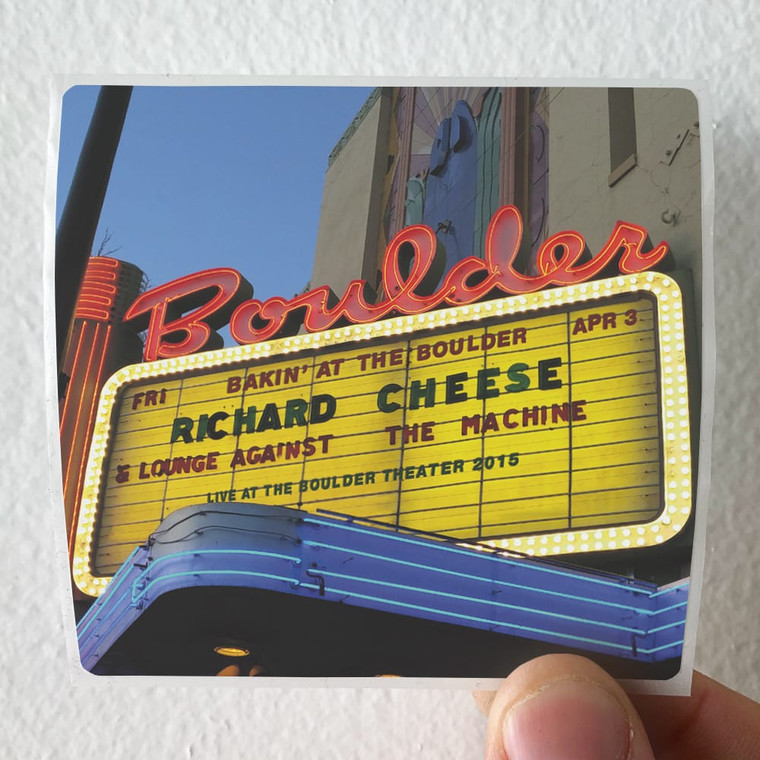 Boulder
FRI BAKIN' AT THE BOULDER APR 3
RICHARD CHEESE
& LOUNGE AGAINST THE MACHINE
LIVE AT THE BOULDER THEATER 2015